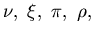 ν, ξ, π, ρ,